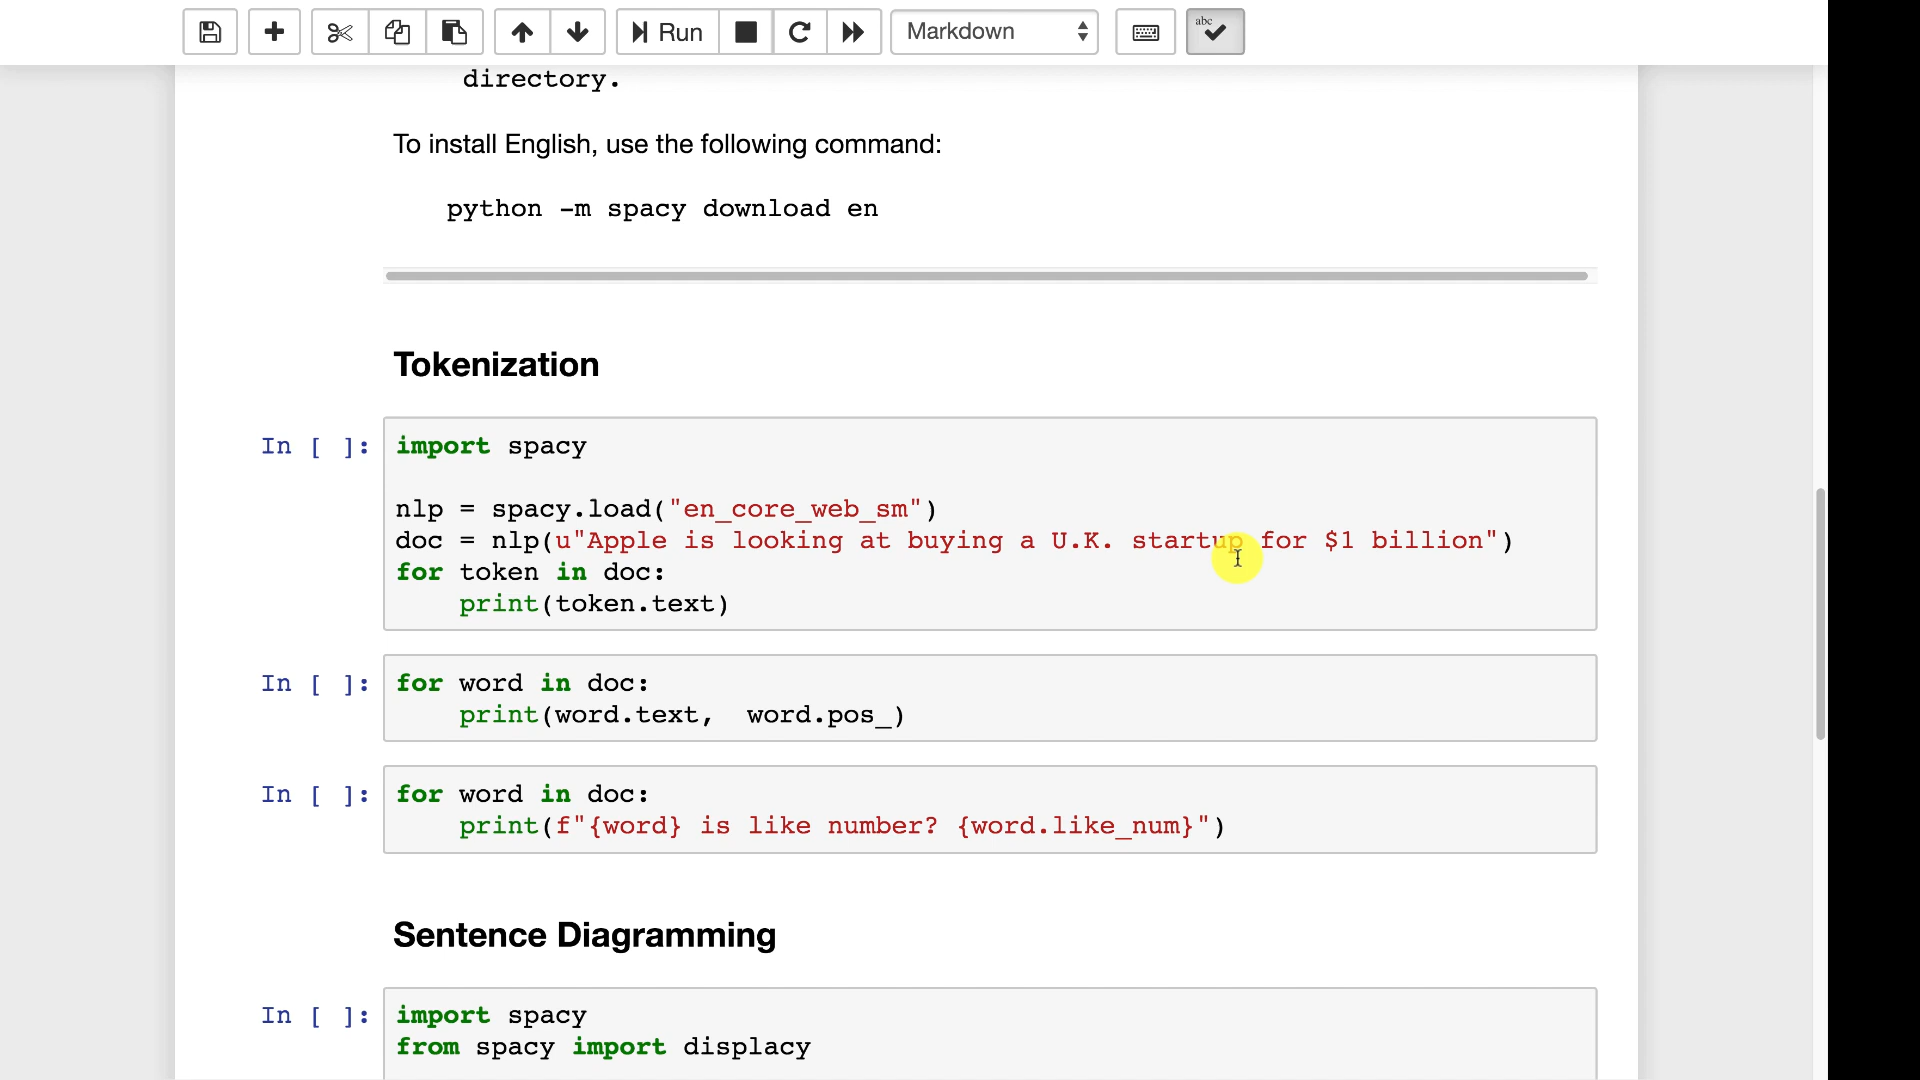 Run
Markdown
abc
directory.
To install English, use the following command:
python -m spacy download en
Tokenization
In [ ]:
import spacy
nlp = spacy.load("en_core_web_sm")
doc = nlp(u"Apple is looking at buying a U.K. startup for $1 billion")
for token in doc:
    print(token.text)
In [ ]:
for word in doc:
    print(word.text,  word.pos_)
In [ ]:
for word in doc:
    print(f"{word} is like number? {word.like_num}")
Sentence Diagramming
In [ ]:
import spacy
from spacy import displacy